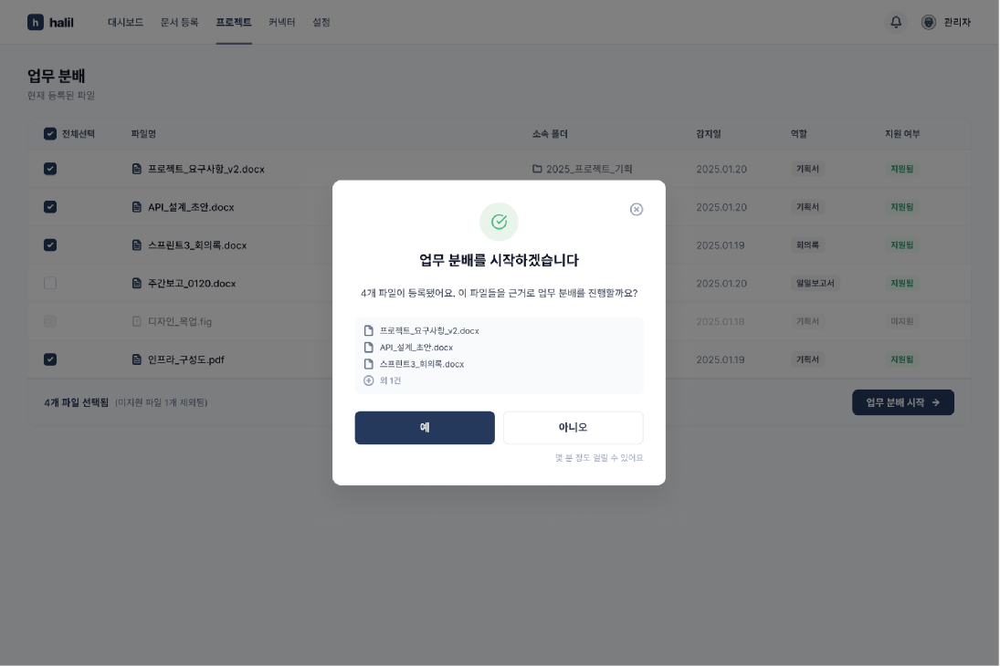 h halil 대시보드 문서 등록 프로젝트 커넥터 설정 관리자
업무 분배
현재 등록된 파일
전체선택 파일명 소속 폴더 감지일 역할 지원 여부
프로젝트_요구사항_v2.docx 2025_프로젝트_기획 2025.01.20 기획서 지원됨
API_설계_초안.docx 2025.01.20 기획서 지원됨
스프린트3_회의록.docx 2025.01.19 회의록 지원됨
주간보고_0120.docx 2025.01.20 일일보고서 지원됨
디자인_목업.fig 2025.01.18 기획서 미지원
인프라_구성도.pdf 2025.01.19 기획서 지원됨
4개 파일 선택됨 (미지원 파일 1개 제외됨) 업무 분배 시작
업무 분배를 시작하겠습니다
4개 파일이 등록됐어요. 이 파일들을 근거로 업무 분배를 진행할까요?
프로젝트_요구사항_v2.docx
API_설계_초안.docx
스프린트3_회의록.docx
외 1건
예 아니오
몇 분 정도 걸릴 수 있어요